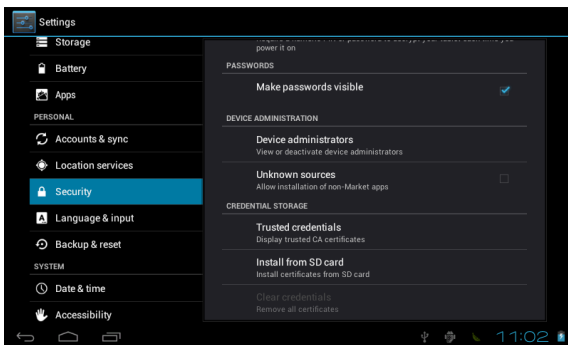 Settings
Storage
Battery
Apps
PERSONAL
Accounts & sync
Location services
Security
Language & input
Backup & reset
SYSTEM
Date & time
Accessibility
power it on
PASSWORDS
Make passwords visible
DEVICE ADMINISTRATION
Device administrators
View or deactivate device administrators
Unknown sources
Allow installation of non-Market apps
CREDENTIAL STORAGE
Trusted credentials
Display trusted CA certificates
Install from SD card
Install certificates from SD card
Clear credentials
Remove all certificates
11:02